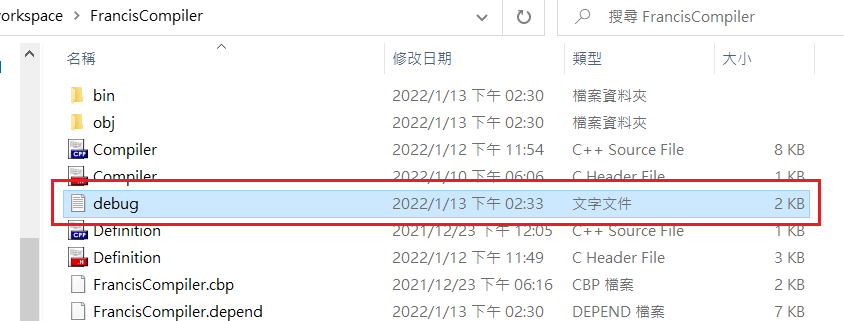 workspace > FrancisCompiler 搜尋 FrancisCompiler
名稱 修改日期 類型 大小
bin 2022/1/13 下午 02:30 檔案資料夾
obj 2022/1/13 下午 02:30 檔案資料夾
Compiler 2022/1/12 下午 11:54 C++ Source File 8 KB
Compiler 2022/1/10 下午 06:06 C Header File 1 KB
debug 2022/1/13 下午 02:33 文字文件 2 KB
Definition 2021/12/23 下午 12:05 C++ Source File 1 KB
Definition 2022/1/12 下午 11:49 C Header File 3 KB
FrancisCompiler.cbp 2021/12/23 下午 06:16 CBP 檔案 2 KB
FrancisCompiler.depend 2022/1/13 下午 02:30 DEPEND 檔案 7 KB